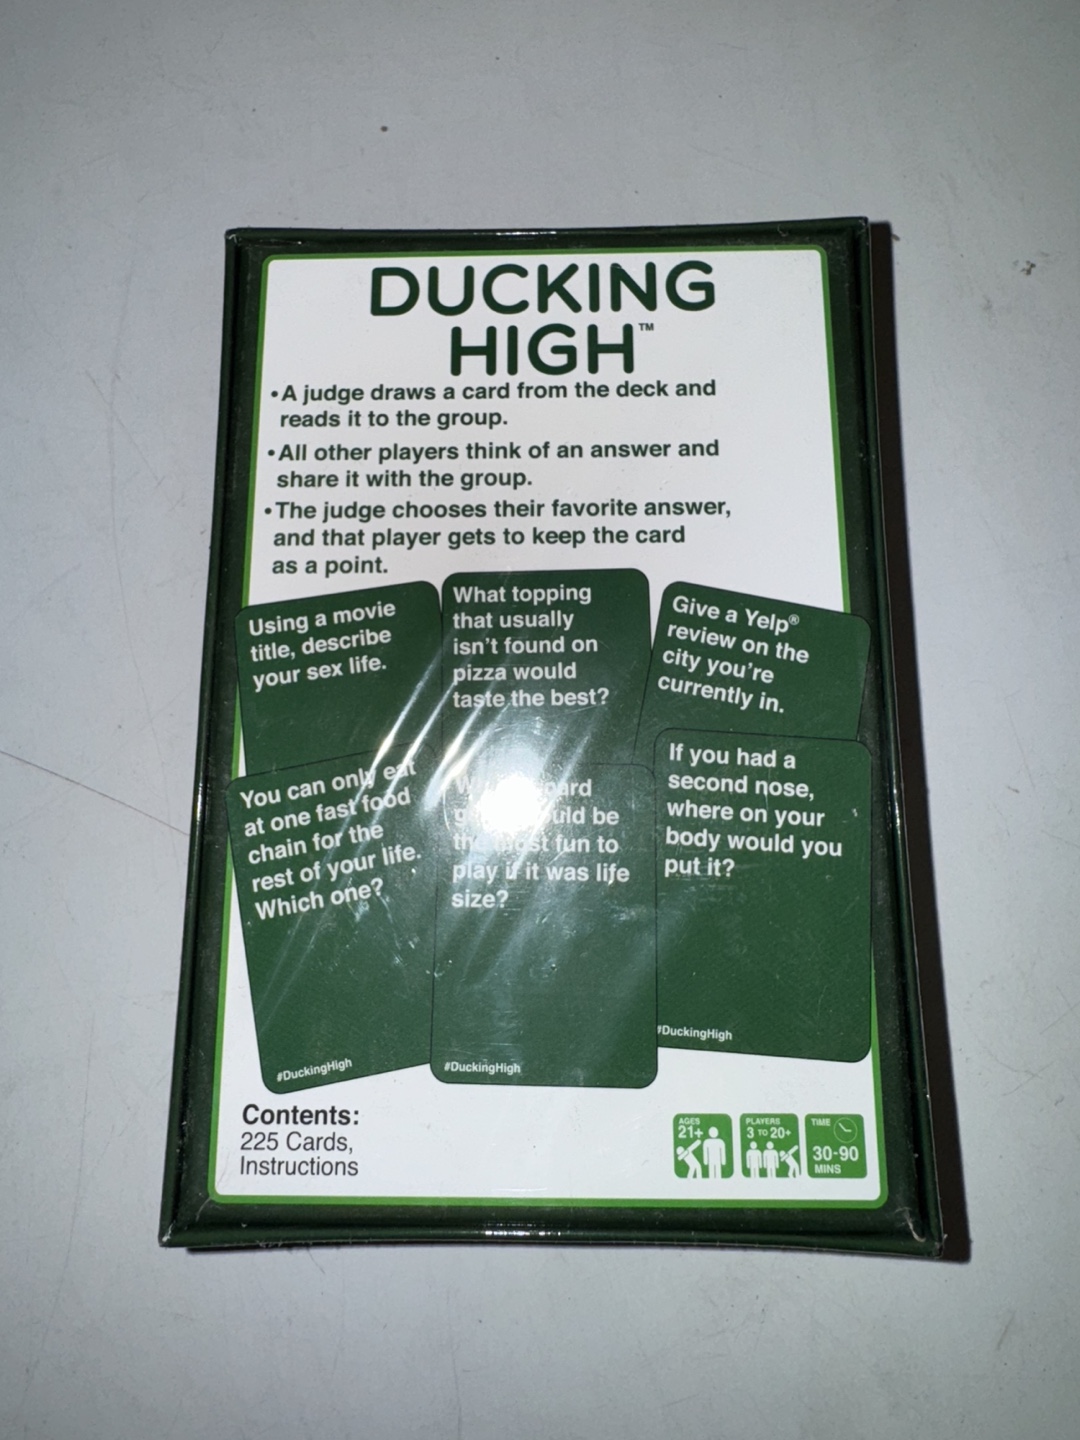 DUCKING
HIGH™
•A judge draws a card from the deck and
reads it to the group.
•All other players think of an answer and
share it with the group.
•The judge chooses their favorite answer,
and that player gets to keep the card
as a point.
Using a movie
title, describe
your sex life.
What topping
that usually
isn't found on
pizza would
taste the best?
Give a Yelp®
review on the
city you're
currently in.
You can only eat
at one fast food
chain for the
rest of your life.
Which one?
#DuckingHigh
be
fun to
play if it was life
size?
#DuckingHigh
If you had a
second nose,
where on your
body would you
put it?
#DuckingHigh
Contents:
225 Cards,
Instructions
AGES
21+
PLAYERS
3 TO 20+
TIME
30-90
MINS